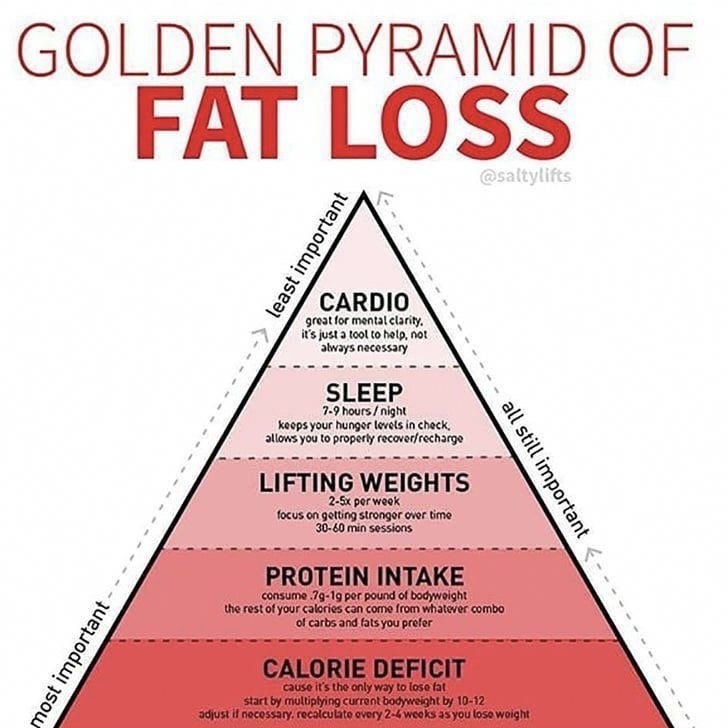 GOLDEN PYRAMID OF
FAT LOSS
@saltylifts
least important
CARDIO
great for mental clarity,
it's just a tool to help, not
always necessary
SLEEP
7-9 hours / night
keeps your hunger levels in check,
allows you to properly recover/recharge
all still important
LIFTING WEIGHTS
2-5x per week
focus on getting stronger over time
30-60 min sessions
PROTEIN INTAKE
consume .7g-1g per pound of bodyweight
the rest of your calories can come from whatever combo
of carbs and fats you prefer
most important
CALORIE DEFICIT
cause it's the only way to lose fat
start by multiplying current bodyweight by 10-12
adjust if necessary. recalculate every 2-4 weeks as you lose weight